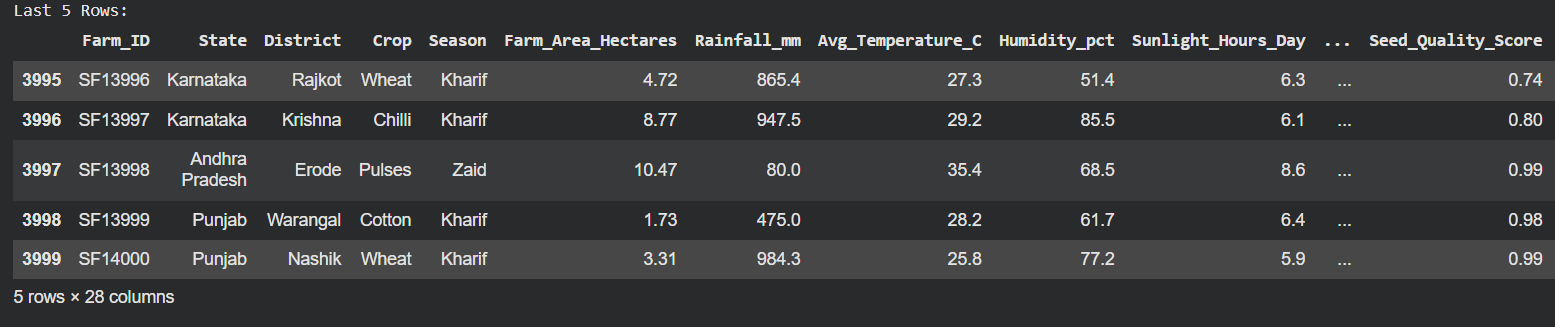 Last 5 Rows:
Farm_ID State District Crop Season Farm_Area_Hectares Rainfall_mm Avg_Temperature_C Humidity_pct Sunlight_Hours_Day ... Seed_Quality_Score
3995 SF13996 Karnataka Rajkot Wheat Kharif 4.72 865.4 27.3 51.4 6.3 ... 0.74
3996 SF13997 Karnataka Krishna Chilli Kharif 8.77 947.5 29.2 85.5 6.1 ... 0.80
3997 SF13998 Andhra Pradesh Erode Pulses Zaid 10.47 80.0 35.4 68.5 8.6 ... 0.99
3998 SF13999 Punjab Warangal Cotton Kharif 1.73 475.0 28.2 61.7 6.4 ... 0.98
3999 SF14000 Punjab Nashik Wheat Kharif 3.31 984.3 25.8 77.2 5.9 ... 0.99
5 rows × 28 columns